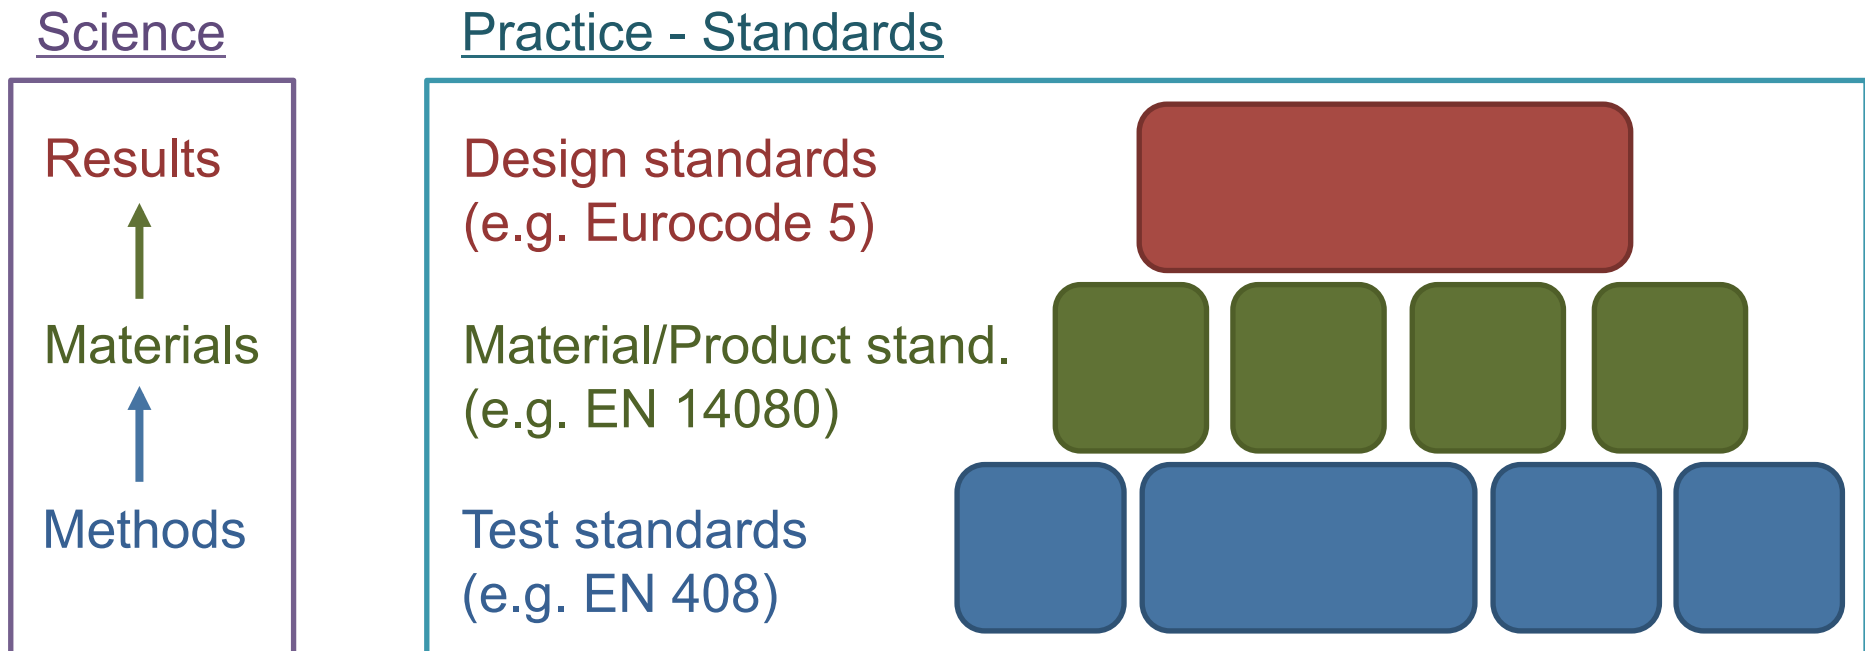 Science
Practice - Standards
Results
Design standards
(e.g. Eurocode 5)
Materials
Material/Product stand.
(e.g. EN 14080)
Methods
Test standards
(e.g. EN 408)